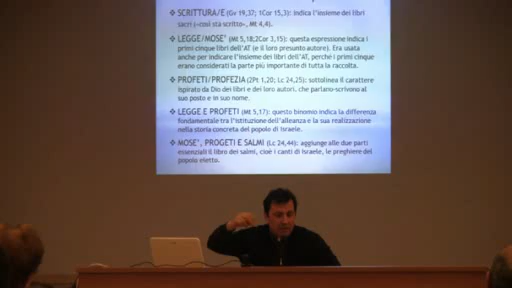 SCRITTURA/E (Gv 19,37; 1Cor 15,3): indica l'insieme dei libri
sacri («così sta scritto», Mt 4,4).
LEGGE/MOSE' (Mt 5,18; 2Cor 3,15): questa espressione indica i
primi cinque libri dell'AT (e il loro presunto autore). Era usata
anche per indicare l'insieme dei libri dell'AT, perché i primi cinque
erano considerati la parte più importante di tutta la raccolta.
PROFETI/PROFEZIA (2Pt 1,20; Lc 24,25): sottolinea il carattere
ispirato da Dio dei libri e dei loro autori, che parlano-scrivono al
suo posto e in suo nome.
LEGGE E PROFETI (Mt 5,17): questo binomio indica la differenza
fondamentale tra l'istituzione dell'alleanza e la sua realizzazione
nella storia concreta del popolo di Israele.
MOSE', PROGETI E SALMI (Lc 24,44): aggiunge alle due parti
essenziali il libro dei salmi, cioè i canti di Israele, le preghiere del
popolo eletto.